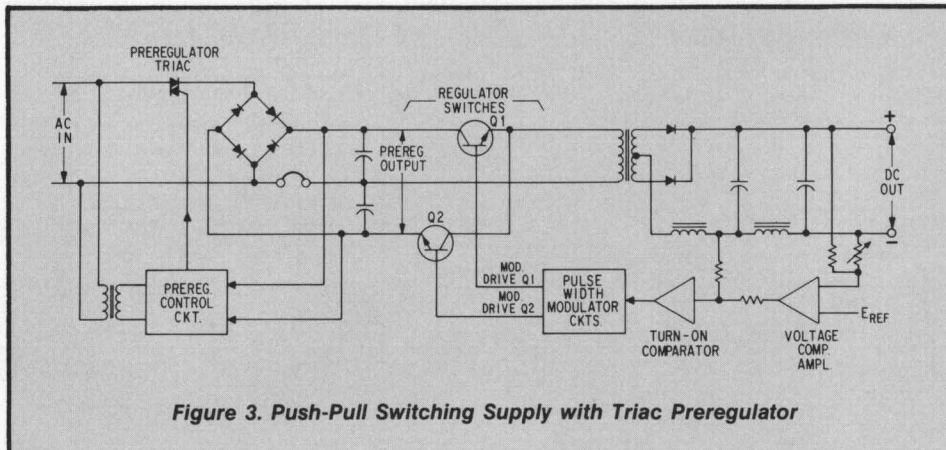 PREREGULATOR
TRIAC
AC
IN
REGULATOR
SWITCHES
Q1
PREREG
OUTPUT
Q2
+
DC
OUT
–
PREREG.
CONTROL
CKT.
MOD.
DRIVE Q1
MOD.
DRIVE Q2
PULSE
WIDTH
MODULATOR
CKTS.
TURN-ON
COMPARATOR
VOLTAGE
COMP.
AMPL.
EREF
Figure 3. Push-Pull Switching Supply with Triac Preregulator